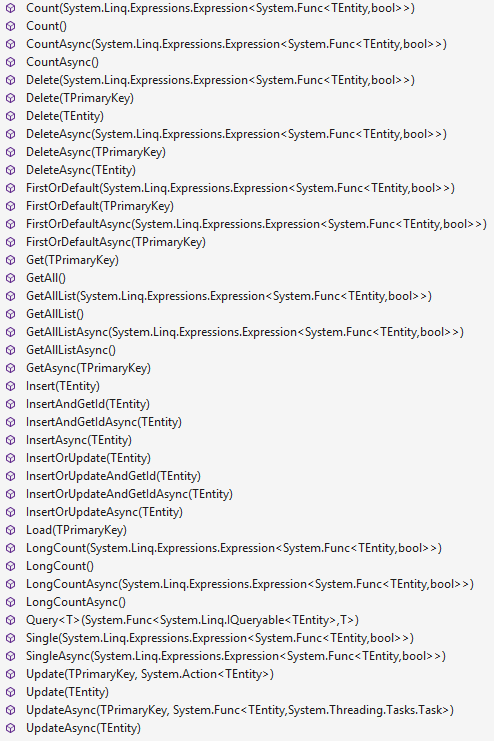 Count(System.Linq.Expressions.Expression<System.Func<TEntity,bool>>)
Count()
CountAsync(System.Linq.Expressions.Expression<System.Func<TEntity,bool>>)
CountAsync()
Delete(System.Linq.Expressions.Expression<System.Func<TEntity,bool>>)
Delete(TPrimaryKey)
Delete(TEntity)
DeleteAsync(System.Linq.Expressions.Expression<System.Func<TEntity,bool>>)
DeleteAsync(TPrimaryKey)
DeleteAsync(TEntity)
FirstOrDefault(System.Linq.Expressions.Expression<System.Func<TEntity,bool>>)
FirstOrDefault(TPrimaryKey)
FirstOrDefaultAsync(System.Linq.Expressions.Expression<System.Func<TEntity,bool>>)
FirstOrDefaultAsync(TPrimaryKey)
Get(TPrimaryKey)
GetAll()
GetAllList(System.Linq.Expressions.Expression<System.Func<TEntity,bool>>)
GetAllList()
GetAllListAsync(System.Linq.Expressions.Expression<System.Func<TEntity,bool>>)
GetAllListAsync()
GetAsync(TPrimaryKey)
Insert(TEntity)
InsertAndGetId(TEntity)
InsertAndGetIdAsync(TEntity)
InsertAsync(TEntity)
InsertOrUpdate(TEntity)
InsertOrUpdateAndGetId(TEntity)
InsertOrUpdateAndGetIdAsync(TEntity)
InsertOrUpdateAsync(TEntity)
Load(TPrimaryKey)
LongCount(System.Linq.Expressions.Expression<System.Func<TEntity,bool>>)
LongCount()
LongCountAsync(System.Linq.Expressions.Expression<System.Func<TEntity,bool>>)
LongCountAsync()
Query<T>(System.Func<System.Linq.IQueryable<TEntity>,T>)
Single(System.Linq.Expressions.Expression<System.Func<TEntity,bool>>)
SingleAsync(System.Linq.Expressions.Expression<System.Func<TEntity,bool>>)
Update(TPrimaryKey, System.Action<TEntity>)
Update(TEntity)
UpdateAsync(TPrimaryKey, System.Func<TEntity,System.Threading.Tasks.Task>)
UpdateAsync(TEntity)